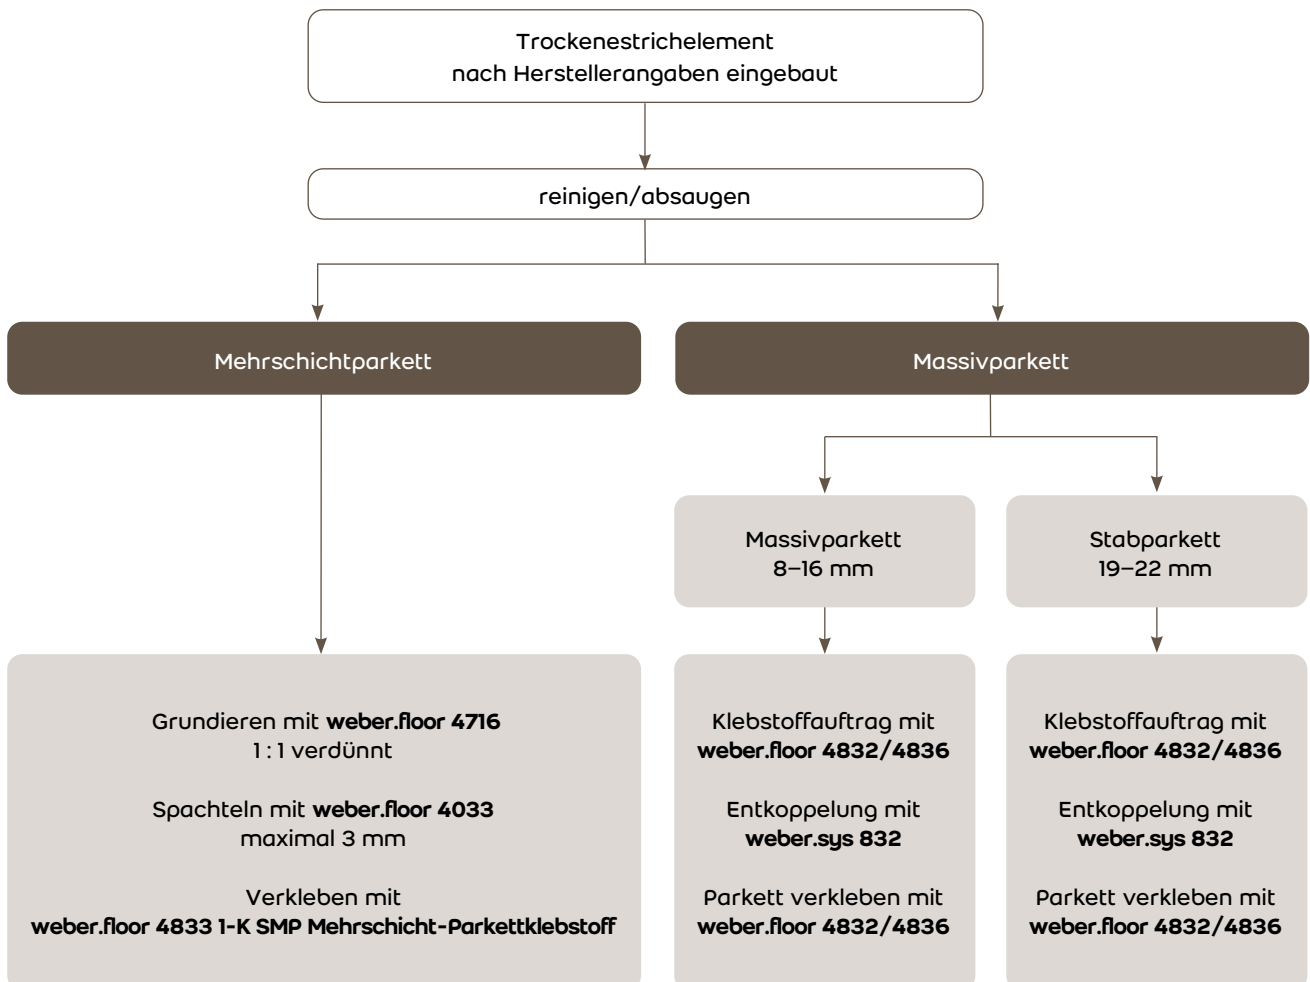 Trockenestrichelement
nach Herstellerangaben eingebaut
reinigen/absaugen
Mehrschichtparkett
Massivparkett
Massivparkett
8–16 mm
Stabparkett
19–22 mm
Grundieren mit weber.floor 4716
1 : 1 verdünnt
Spachteln mit weber.floor 4033
maximal 3 mm
Verkleben mit
weber.floor 4833 1-K SMP Mehrschicht-Parkettklebstoff
Klebstoffauftrag mit
weber.floor 4832/4836
Entkoppelung mit
weber.sys 832
Parkett verkleben mit
weber.floor 4832/4836
Klebstoffauftrag mit
weber.floor 4832/4836
Entkoppelung mit
weber.sys 832
Parkett verkleben mit
weber.floor 4832/4836